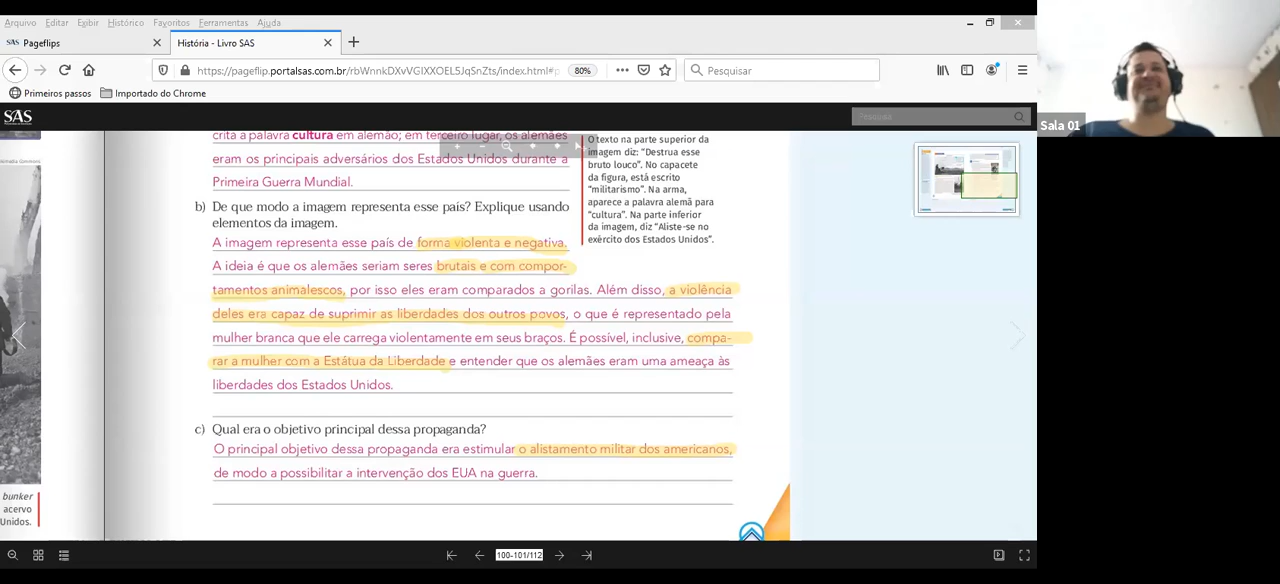 Arquivo Editar Exibir Histórico Favoritos Ferramentas Ajuda
SAS Pageflips
História - Livro SAS
https://pageflip.portalsas.com.br/rbWnnkDXvVGIXXOEL5JqSnZts/index.html#p
80%
Pesquisar
Primeiros passos Importado do Chrome
SAS
Pesquisa
Sala 01
crita a palavra cultura em alemão; em terceiro lugar, os alemães
eram os principais adversários dos Estados Unidos durante a
Primeira Guerra Mundial.
O texto na parte superior da
imagem diz: “Destrua esse
bruto louco”. No capacete
da figura, está escrito
“militarismo”. Na arma,
aparece a palavra alemã para
“cultura”. Na parte inferior
da imagem, diz “Aliste-se no
exército dos Estados Unidos”.
b) De que modo a imagem representa esse país? Explique usando
elementos da imagem.
A imagem representa esse país de forma violenta e negativa.
A ideia é que os alemães seriam seres brutais e com compor-
tamentos animalescos, por isso eles eram comparados a gorilas. Além disso, a violência
deles era capaz de suprimir as liberdades dos outros povos, o que é representado pela
mulher branca que ele carrega violentamente em seus braços. É possível, inclusive, compa-
rar a mulher com a Estátua da Liberdade e entender que os alemães eram uma ameaça às
liberdades dos Estados Unidos.
c) Qual era o objetivo principal dessa propaganda?
O principal objetivo dessa propaganda era estimular o alistamento militar dos americanos,
de modo a possibilitar a intervenção dos EUA na guerra.
bunker
acervo
Unidos.
100-101/112